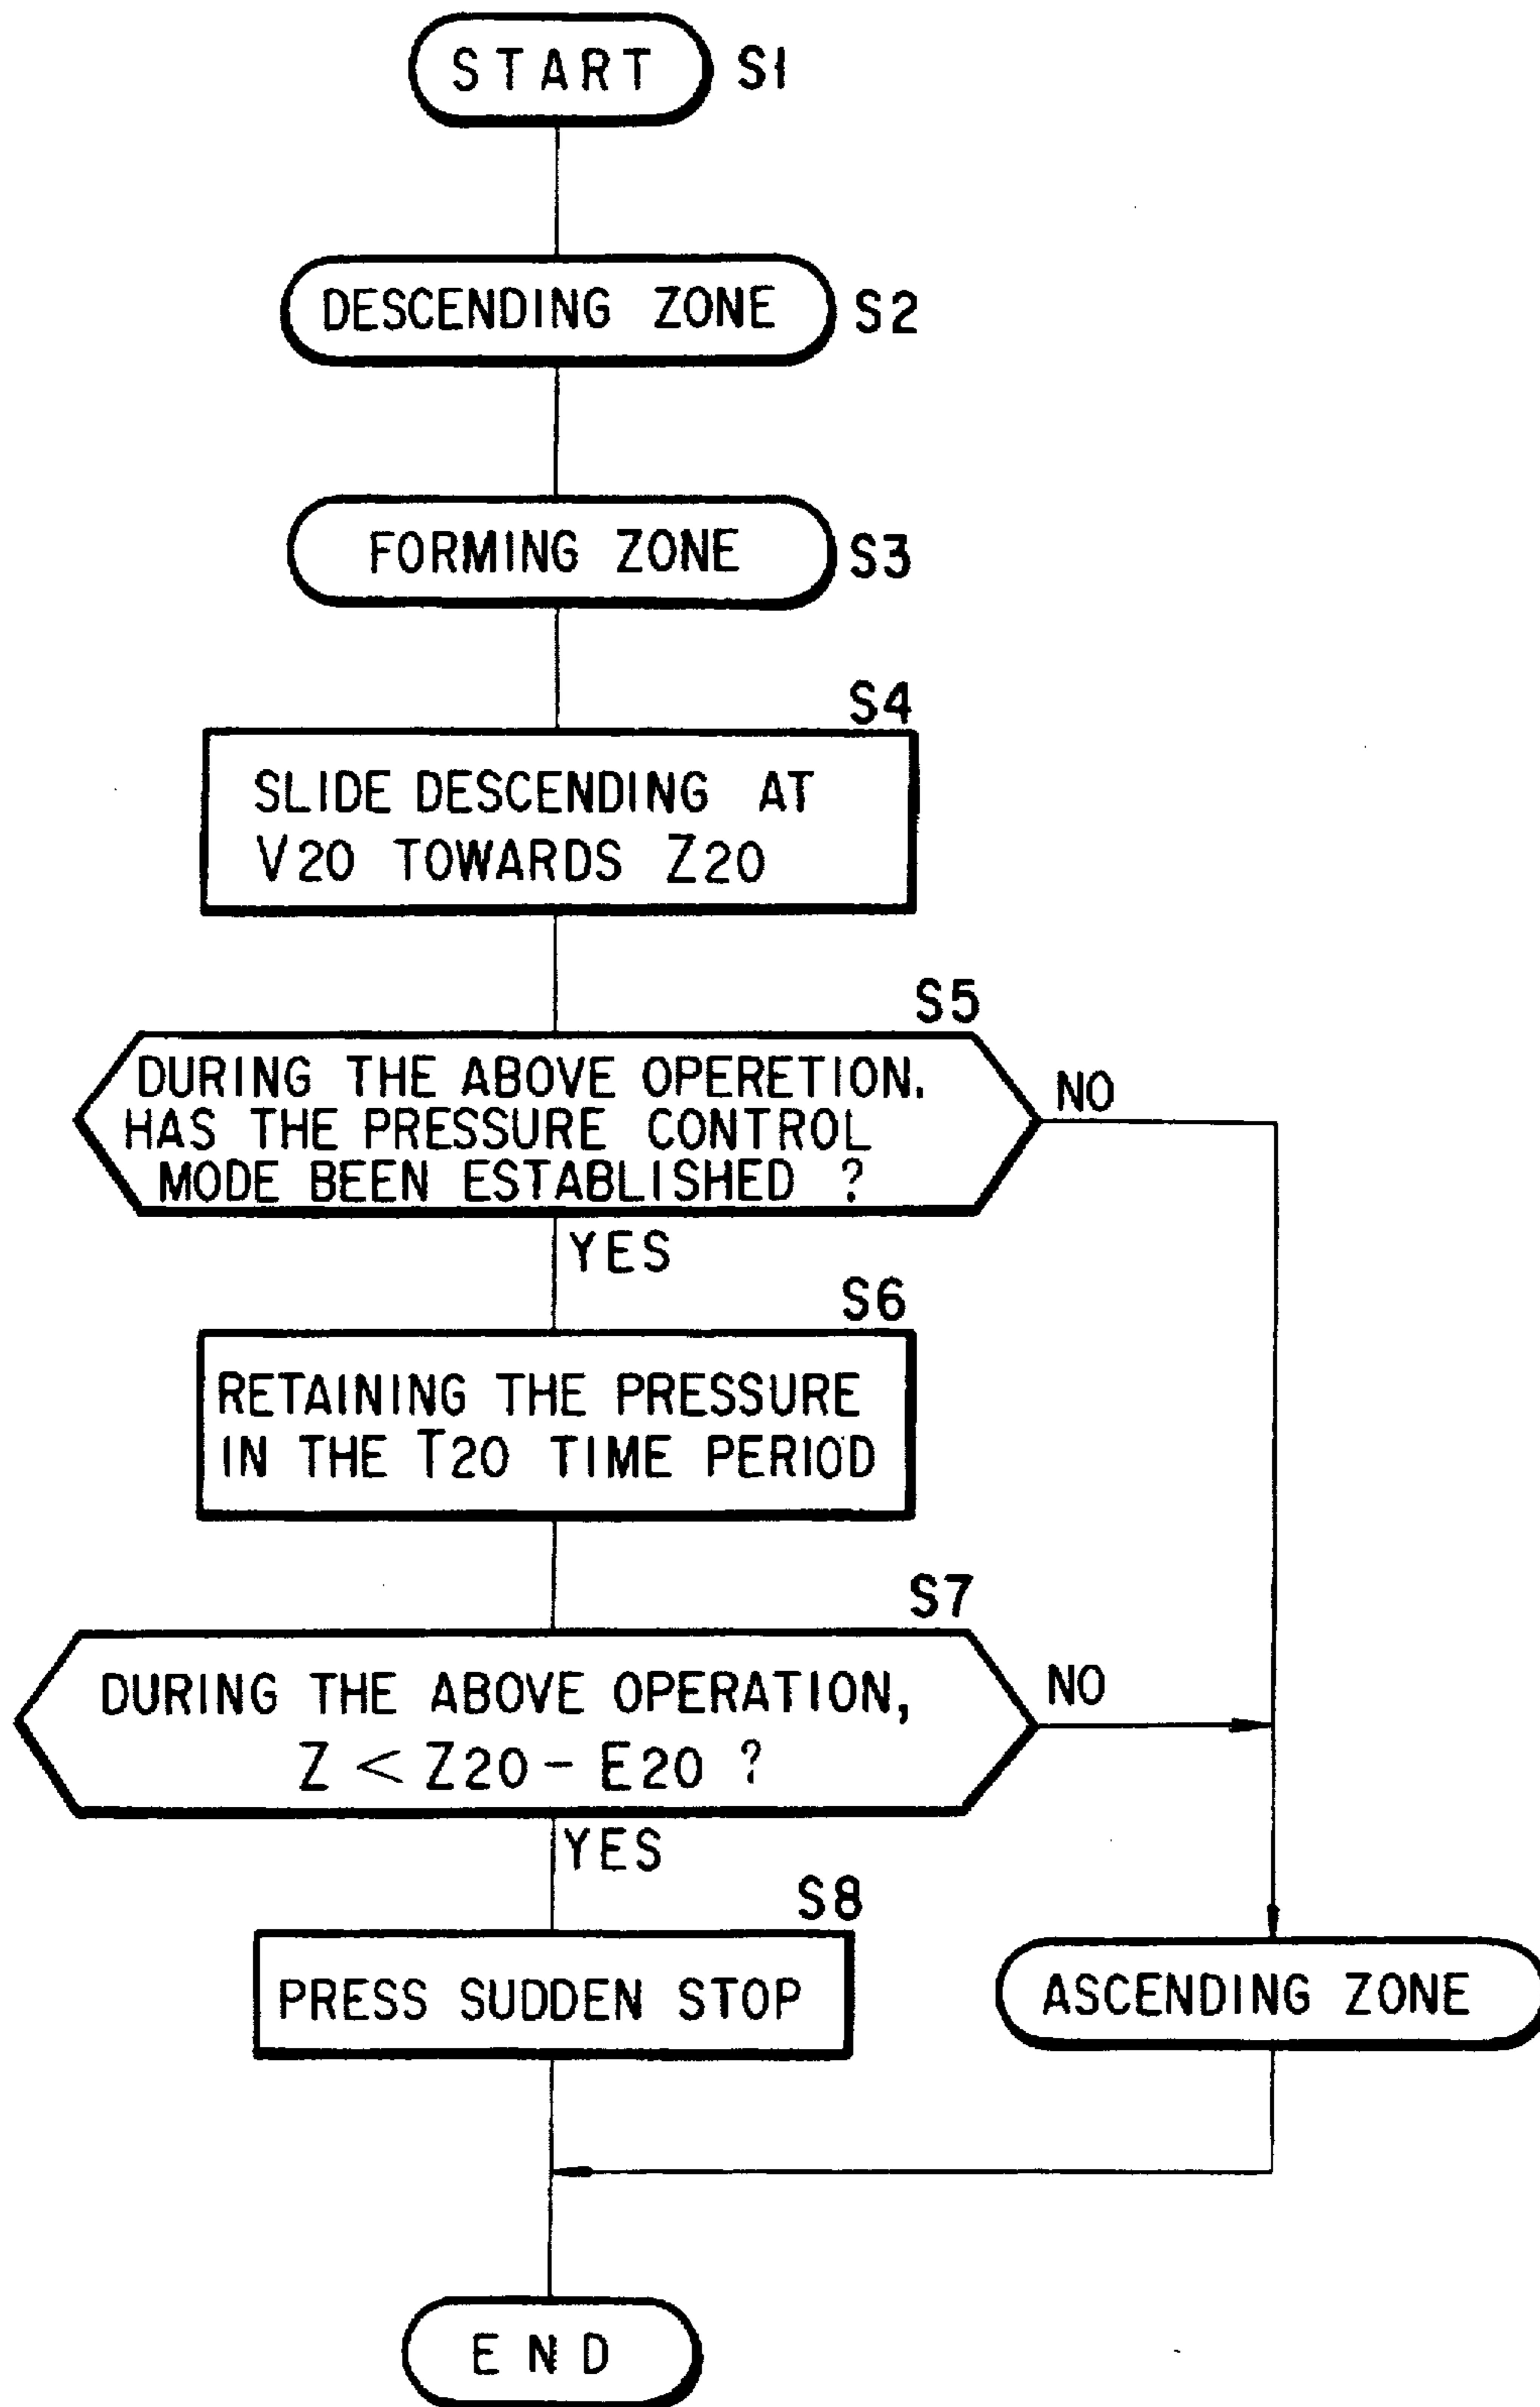 START S1
DESCENDING ZONE S2
FORMING ZONE S3
S4
SLIDE DESCENDING AT
V20 TOWARDS Z20
S5
DURING THE ABOVE OPERETION.
HAS THE PRESSURE CONTROL
MODE BEEN ESTABLISHED ?
NO
YES
S6
RETAINING THE PRESSURE
IN THE T20 TIME PERIOD
S7
DURING THE ABOVE OPERATION,
Z < Z20 - E20 ?
NO
YES
S8
PRESS SUDDEN STOP
ASCENDING ZONE
END